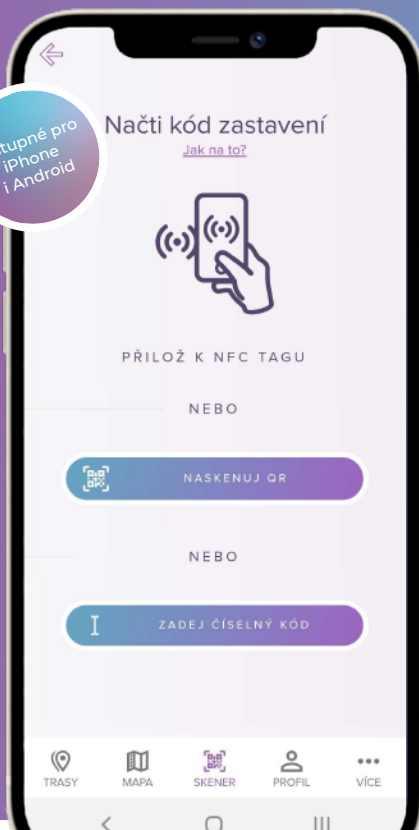 Načti kód zastavení
Jak na to?
pro
iPhone
i Android
PŘILOŽ K NFC TAGU
NEBO
NASKENUJ QR
NEBO
ZADEJ ČÍSELNÝ KÓD
TRASY MAPA SKENER PROFIL VÍCE